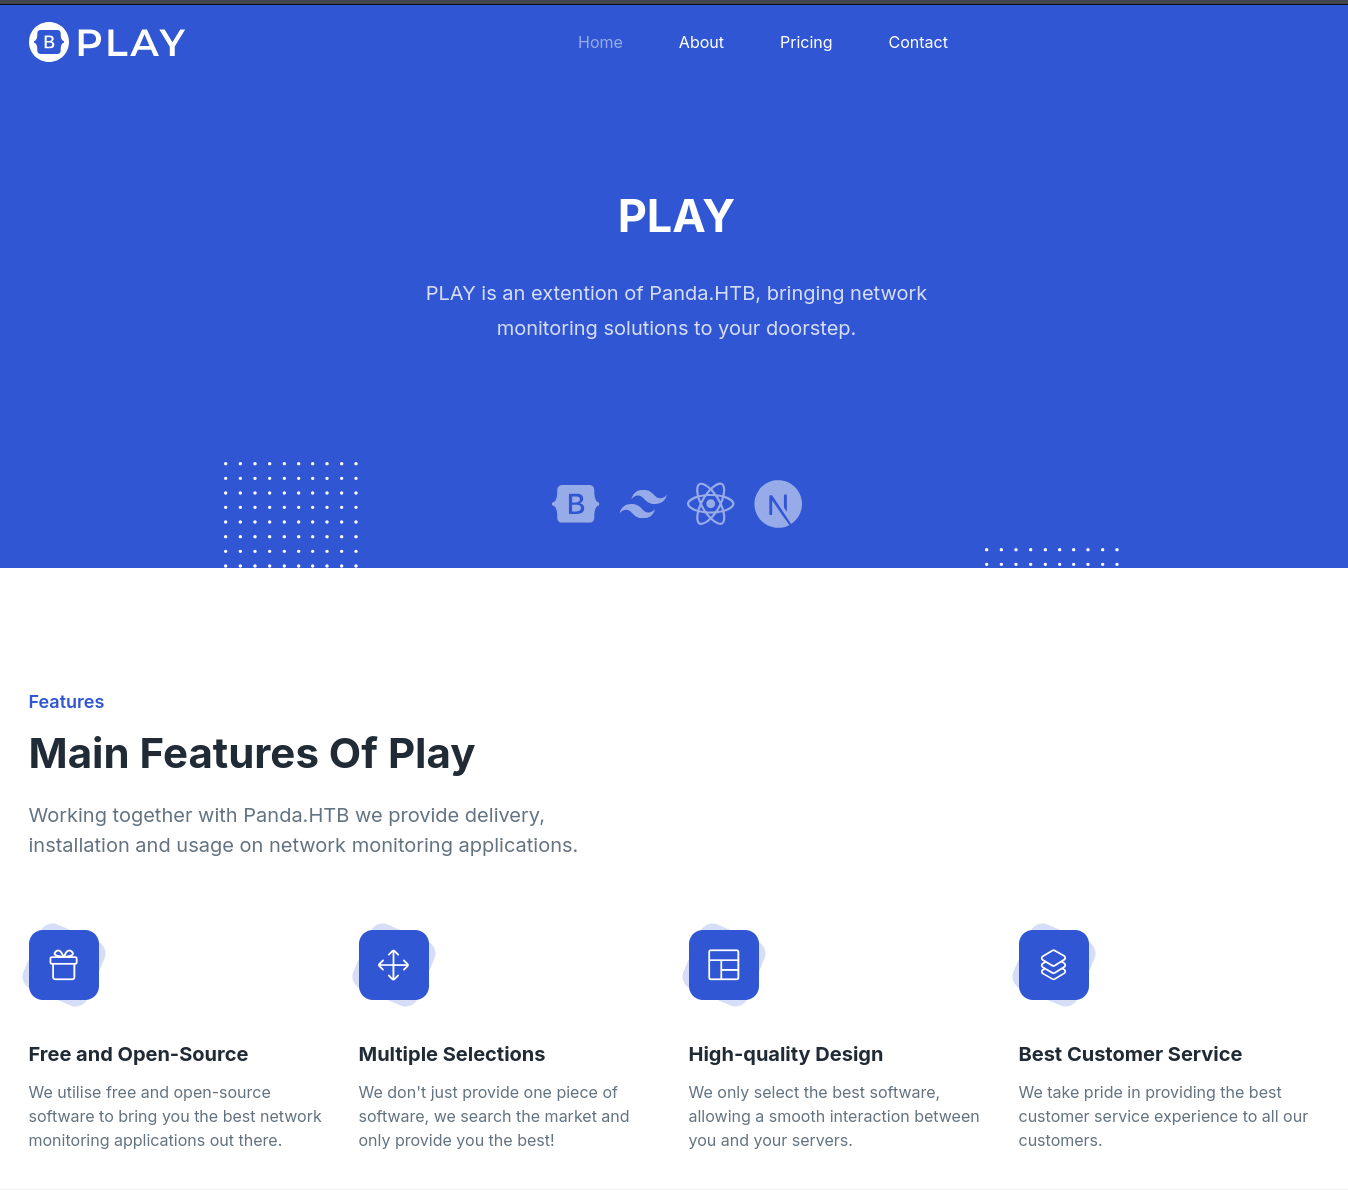 B PLAY
Home About Pricing Contact
PLAY
PLAY is an extention of Panda.HTB, bringing network
monitoring solutions to your doorstep.
B N
Features
Main Features Of Play
Working together with Panda.HTB we provide delivery,
installation and usage on network monitoring applications.
Free and Open-Source
We utilise free and open-source
software to bring you the best network
monitoring applications out there.
Multiple Selections
We don't just provide one piece of
software, we search the market and
only provide you the best!
High-quality Design
We only select the best software,
allowing a smooth interaction between
you and your servers.
Best Customer Service
We take pride in providing the best
customer service experience to all our
customers.